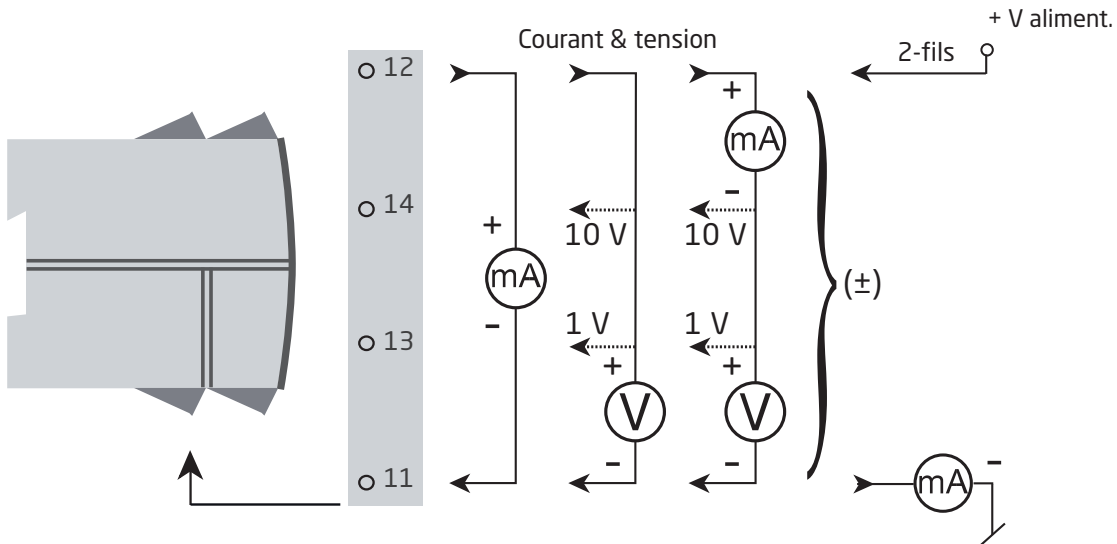 + V aliment.
Courant & tension
2-fils
12
+
mA
14
-
+
10 V
10 V
mA
(±)
-
13
1 V
1 V
+
+
V
V
-
-
11
mA
-